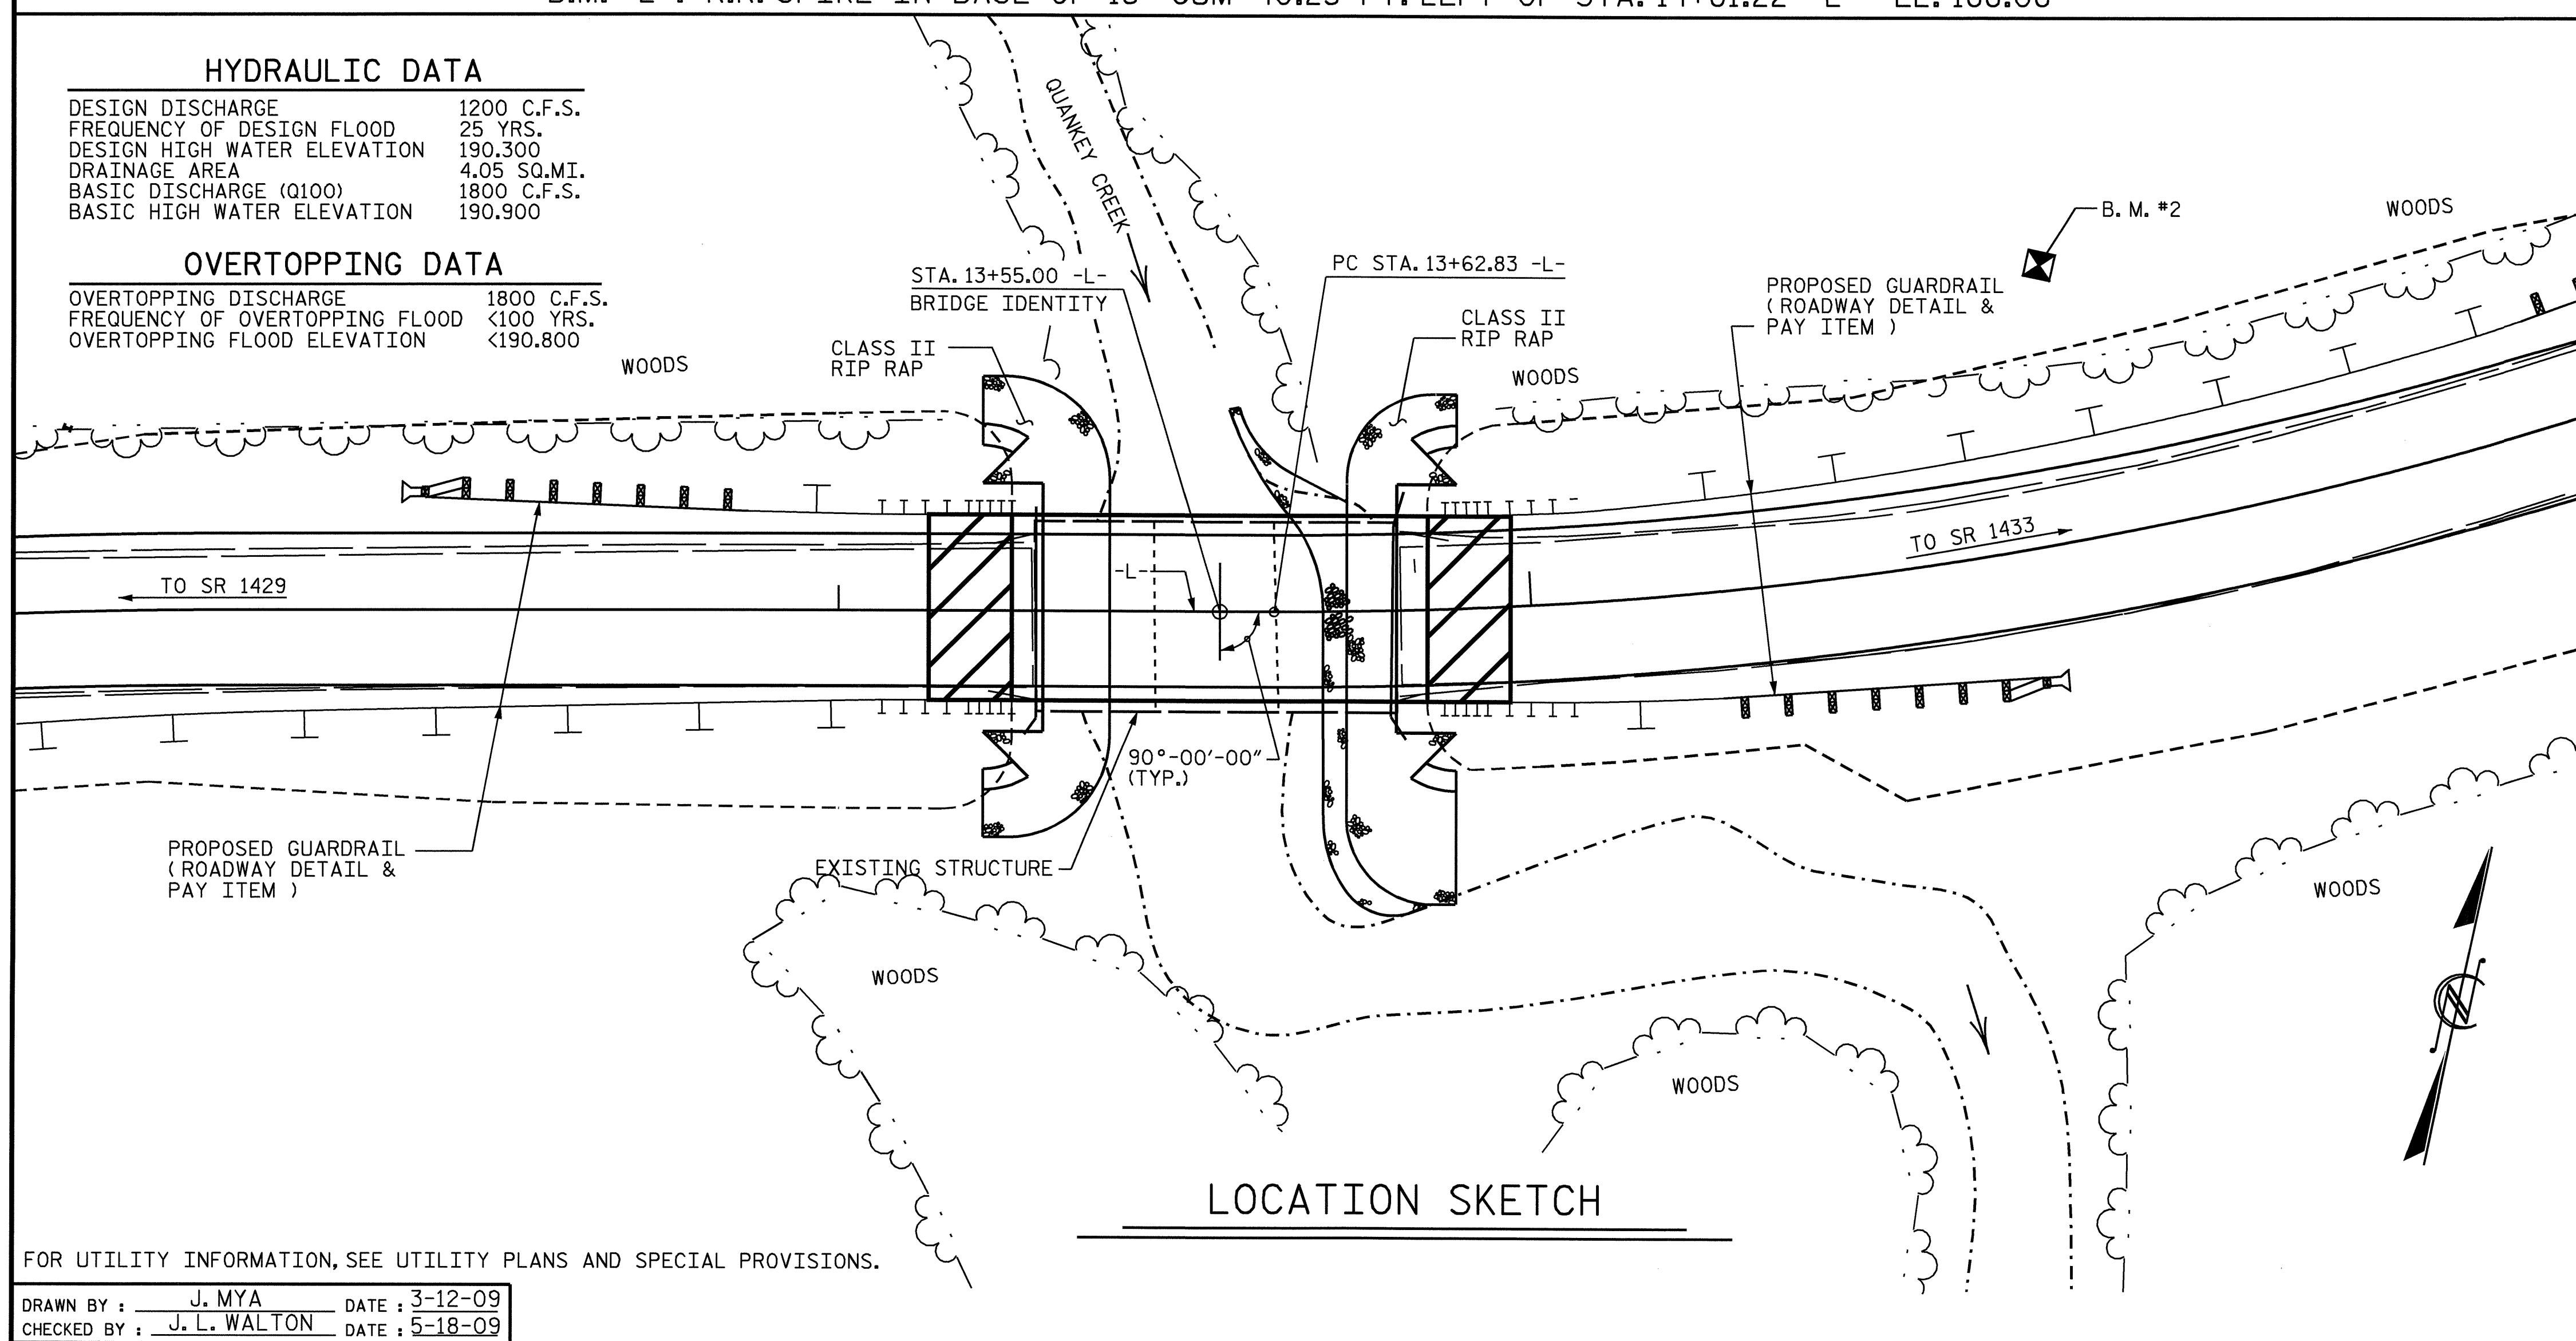 HYDRAULIC DATA
DESIGN DISCHARGE 1200 C.F.S.
FREQUENCY OF DESIGN FLOOD 25 YRS.
DESIGN HIGH WATER ELEVATION 190.300
DRAINAGE AREA 4.05 SQ.MI.
BASIC DISCHARGE (Q100) 1800 C.F.S.
BASIC HIGH WATER ELEVATION 190.900
OVERTOPPING DATA
OVERTOPPING DISCHARGE 1800 C.F.S.
FREQUENCY OF OVERTOPPING FLOOD <100 YRS.
OVERTOPPING FLOOD ELEVATION <190.800
QUANKEY CREEK
B. M. #2
WOODS
STA. 13+55.00 -L-
BRIDGE IDENTITY
PC STA. 13+62.83 -L-
PROPOSED GUARDRAIL
(ROADWAY DETAIL &
PAY ITEM )
CLASS II
RIP RAP
CLASS II
RIP RAP
WOODS
WOODS
TO SR 1429
-L-
TO SR 1433
90°-00'-00"
(TYP.)
PROPOSED GUARDRAIL
(ROADWAY DETAIL &
PAY ITEM )
EXISTING STRUCTURE
WOODS
WOODS
WOODS
N
LOCATION SKETCH
FOR UTILITY INFORMATION, SEE UTILITY PLANS AND SPECIAL PROVISIONS.
DRAWN BY : J. MYA DATE : 3-12-09
CHECKED BY : J. L. WALTON DATE : 5-18-09